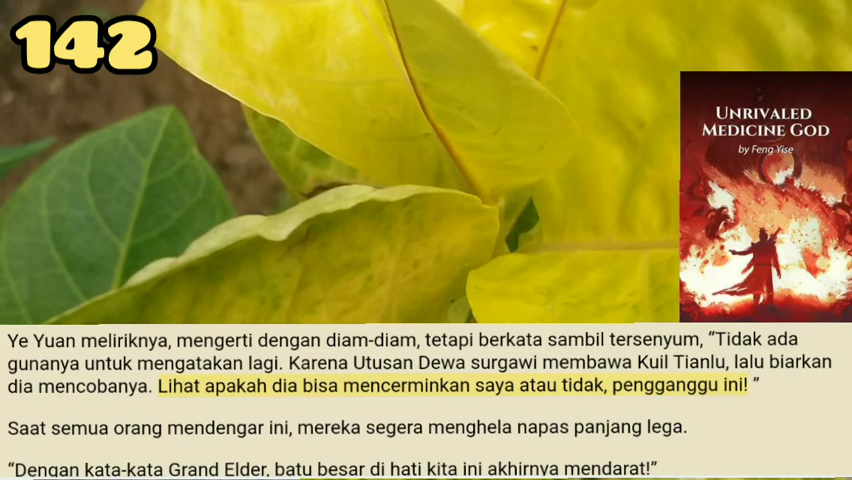 142
UNRIVALED
MEDICINE GOD
by Feng Yise
Ye Yuan meliriknya, mengerti dengan diam-diam, tetapi berkata sambil tersenyum, “Tidak ada
gunanya untuk mengatakan lagi. Karena Utusan Dewa surgawi membawa Kuil Tianlu, lalu biarkan
dia mencobanya. Lihat apakah dia bisa mencerminkan saya atau tidak, pengganggu ini! ”
Saat semua orang mendengar ini, mereka segera menghela napas panjang lega.
“Dengan kata-kata Grand Elder, batu besar di hati kita ini akhirnya mendarat!”